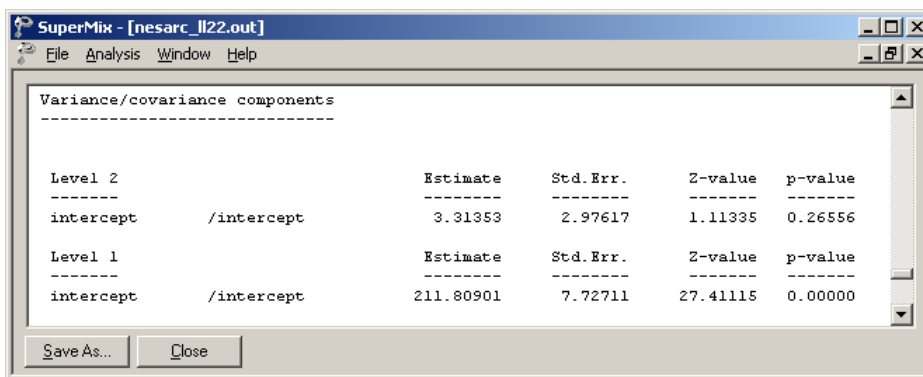 SuperMix - [nesarc_ll22.out]
File Analysis Window Help
Variance/covariance components
------------------------------
Level 2 Estimate Std.Err. Z-value p-value
------- -------- -------- ------- -------
intercept /intercept 3.31353 2.97617 1.11335 0.26556
Level 1 Estimate Std.Err. Z-value p-value
------- -------- -------- ------- -------
intercept /intercept 211.80901 7.72711 27.41115 0.00000
Save As... Close